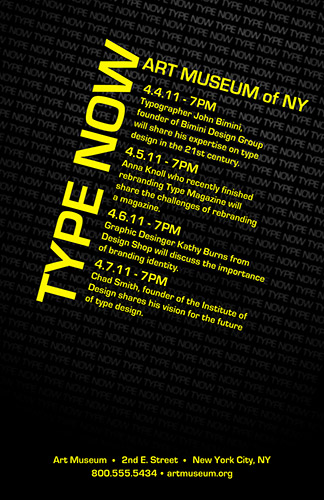 TYPE NOW
ART MUSEUM of NY
4.4.11 - 7PM
Typographer John Bimini,
founder of Bimini Design Group
will share his expertise on type
design in the 21st century.
4.5.11 - 7PM
Anna Knoll who recently finished
rebranding Type Magazine will
share the challenges of rebranding
a magazine.
4.6.11 - 7PM
Graphic Desinger Kathy Burns from
Design Shop will discuss the importance
of branding identity.
4.7.11 - 7PM
Chad Smith, founder of the Institute of
Design shares his vision for the future
of type design.
Art Museum • 2nd E. Street • New York City, NY
800.555.5434 • artmuseum.org